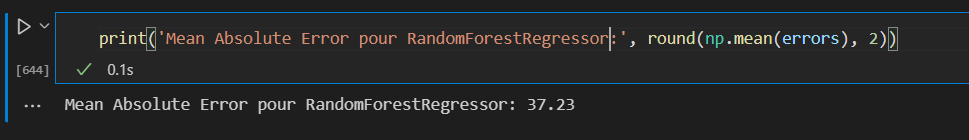 print('Mean Absolute Error pour RandomForestRegressor:', round(np.mean(errors), 2))
[644]
0.1s
... Mean Absolute Error pour RandomForestRegressor: 37.23